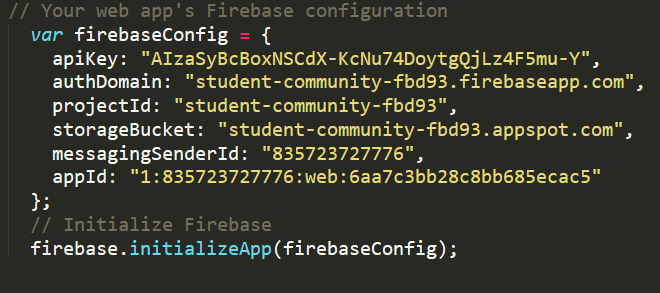 // Your web app's Firebase configuration
var firebaseConfig = {
apiKey: "AIzaSyBcBoxNSCdX-KcNu74DoytgQjLz4F5mu-Y",
authDomain: "student-community-fbd93.firebaseapp.com",
projectId: "student-community-fbd93",
storageBucket: "student-community-fbd93.appspot.com",
messagingSenderId: "835723727776",
appId: "1:835723727776:web:6aa7c3bb28c8bb685ecac5"
};
// Initialize Firebase
firebase.initializeApp(firebaseConfig);